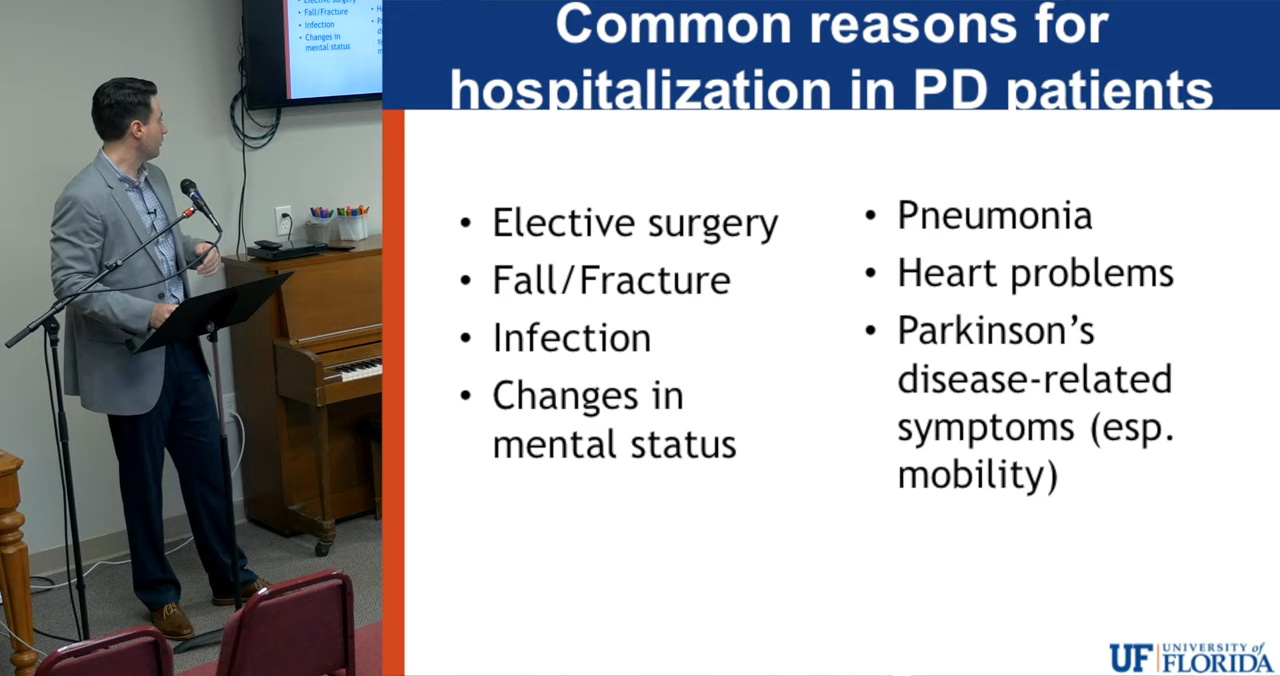 Common reasons for
hospitalization in PD patients
• Elective surgery
• Fall/Fracture
• Infection
• Changes in
mental status
• Pneumonia
• Heart problems
• Parkinson’s
disease-related
symptoms (esp.
mobility)
UF UNIVERSITY of
FLORIDA
• Fall/Fracture
• Infection
• Changes in
mental status